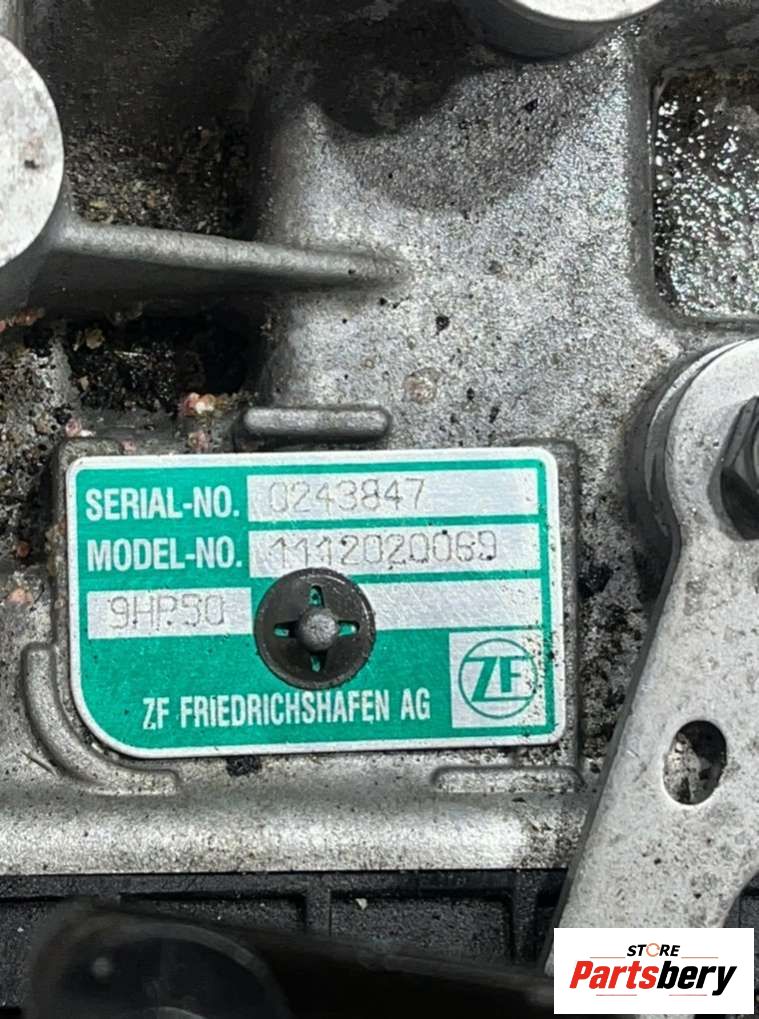 SERIAL-NO. 0243847
MODEL-NO. 1112020069
9HP50
ZF FRIEDRICHSHAFEN AG
ZF
STORE
Partsbery